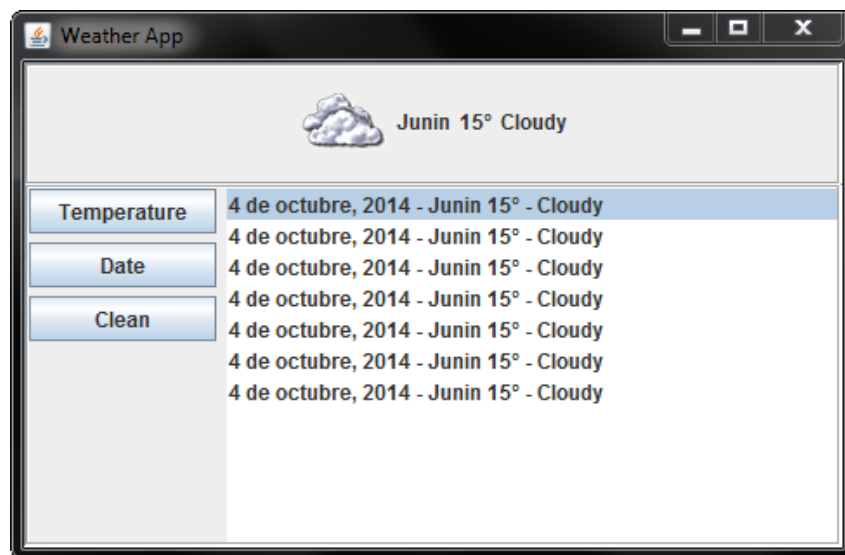 Weather App
Junin 15° Cloudy
Temperature
Date
Clean
4 de octubre, 2014 - Junin 15° - Cloudy
4 de octubre, 2014 - Junin 15° - Cloudy
4 de octubre, 2014 - Junin 15° - Cloudy
4 de octubre, 2014 - Junin 15° - Cloudy
4 de octubre, 2014 - Junin 15° - Cloudy
4 de octubre, 2014 - Junin 15° - Cloudy
4 de octubre, 2014 - Junin 15° - Cloudy